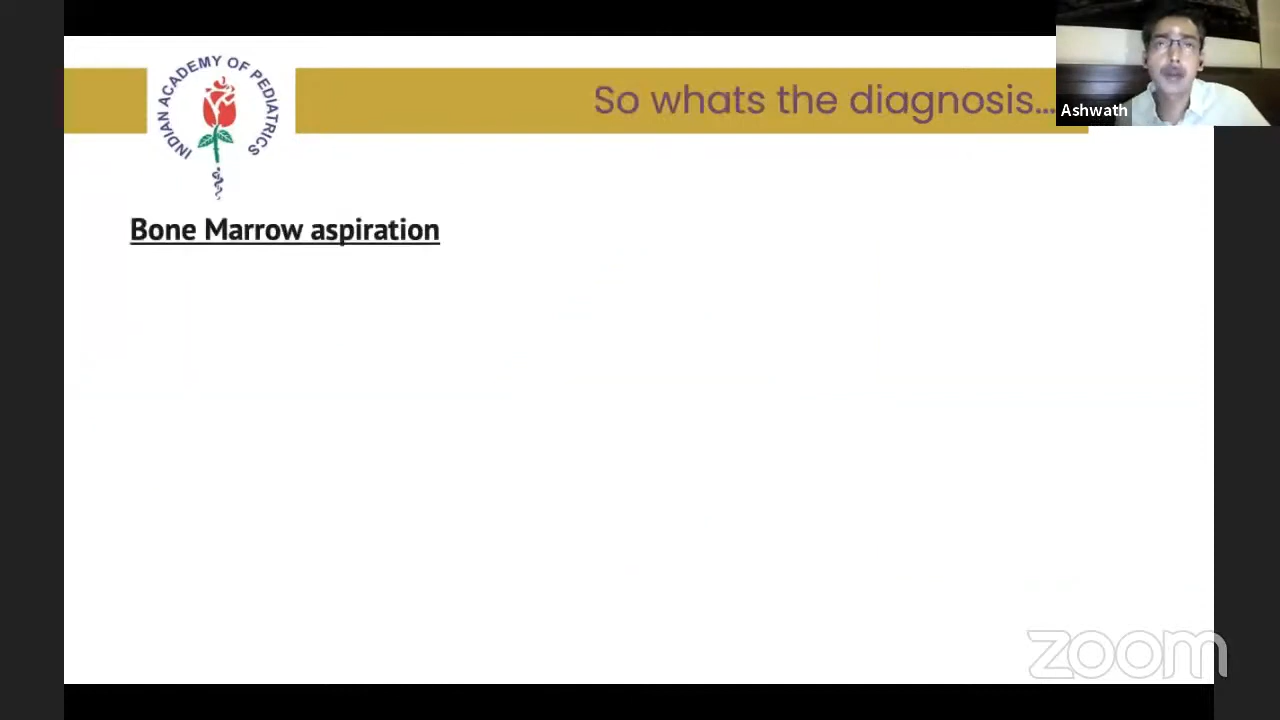 INDIAN ACADEMY OF PEDIATRICS
So whats the diagnosis...
Ashwath
Bone Marrow aspiration
zoom